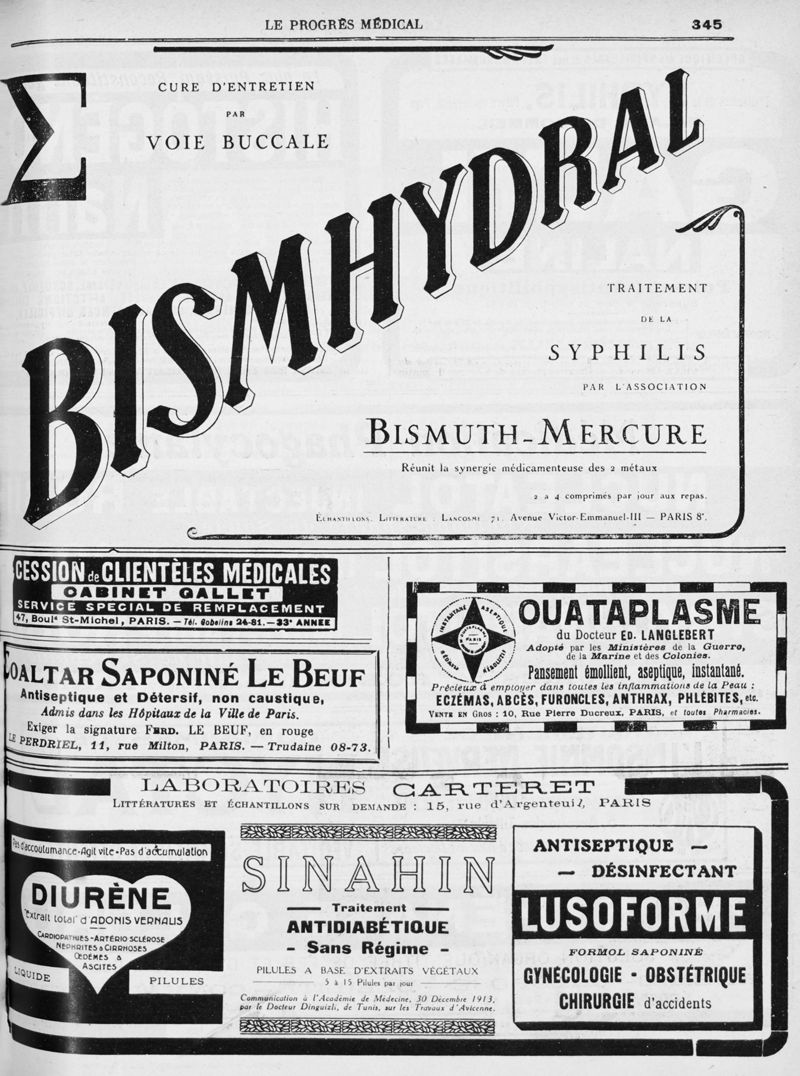 LE PROGRÈS MÉDICAL
345
Σ
CURE D'ENTRETIEN
PAR
VOIE BUCCALE
BISMHYDRAL
TRAITEMENT
DE LA
SYPHILIS
PAR L'ASSOCIATION
BISMUTH-MERCURE
Réunit la synergie médicamenteuse des 2 métaux
2 a 4 comprimés par jour aux repas.
ÉCHANTILLONS. LITTÉRATURE : LANCOSME 71, Avenue Victor-Emmanuel-III — PARIS 8e.
CESSION de CLIENTÈLES MÉDICALES
CABINET GALLET
SERVICE SPECIAL DE REMPLACEMENT
47, Boulᵈ St-Michel, PARIS. — Tél. Gobelins 24-81. — 33e ANNEE
COALTAR SAPONINÉ LE BEUF
Antiseptique et Détersif, non caustique,
Admis dans les Hôpitaux de la Ville de Paris.
Exiger la signature FERD. LE BEUF, en rouge
LE PERDRIEL, 11, rue Milton, PARIS. — Trudaine 08-73.
INSTANTANÉ ASEPTIQUE
OUATAPLASME
PARIS
RÉSOLUTIF
OUATAPLASME
du Docteur ED. LANGLEBERT
Adopté par les Ministères de la Guerre,
de la Marine et des Colonies.
Pansement émollient, aseptique, instantané.
Précieux à employer dans toutes les inflammations de la Peau :
ECZÉMAS, ABCÈS, FURONCLES, ANTHRAX, PHLÉBITES, etc.
VENTE EN GROS : 10, Rue Pierre Ducreux, PARIS, et toutes Pharmacies.
LABORATOIRES CARTERET
LITTÉRATURES ET ÉCHANTILLONS SUR DEMANDE : 15, rue d'Argenteuil, PARIS
Pas d'accoutumance-Agit vite-Pas d'accumulation
DIURÈNE
"Extrait total" d'ADONIS VERNALIS
CARDIOPATHIES-ARTÉRIO SCLÉROSE
NÉPHRITES & CIRRHOSES
ŒDÈMES &
ASCITES
LIQUIDE
PILULES
SINAHIN
Traitement
ANTIDIABÉTIQUE
- Sans Régime -
PILULES A BASE D'EXTRAITS VÉGÉTAUX
5 à 15 Pilules par jour
Communication à l'Académie de Médecine, 30 Décembre 1913,
par le Docteur Dinguizli, de Tunis, sur les Travaux d'Avicenne.
ANTISEPTIQUE —
— DÉSINFECTANT
LUSOFORME
FORMOL SAPONINÉ
GYNÉCOLOGIE - OBSTÉTRIQUE
CHIRURGIE d'accidents